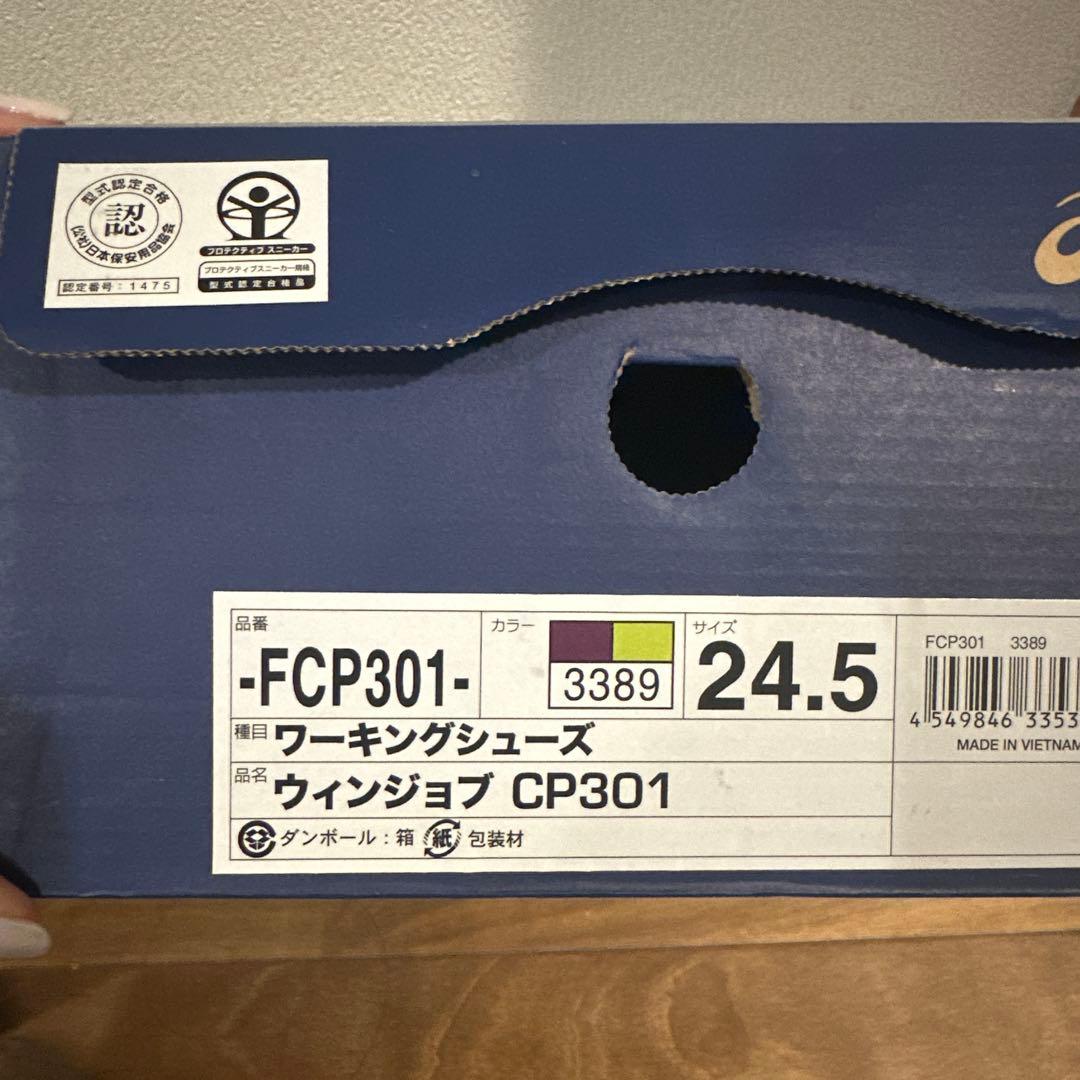 型式認定合格
認
(公社)日本保安用品協会
認定番号：1475
プロテクティブ スニーカー
プロテクティブスニーカー規格
型式認定合格品
品番
-FCP301-
カラー
3389
サイズ
24.5
FCP301 3389
4 549846 3353
MADE IN VIETNAM
種目 ワーキングシューズ
品名 ウィンジョブ CP301
ダンボール：箱 紙 包装材